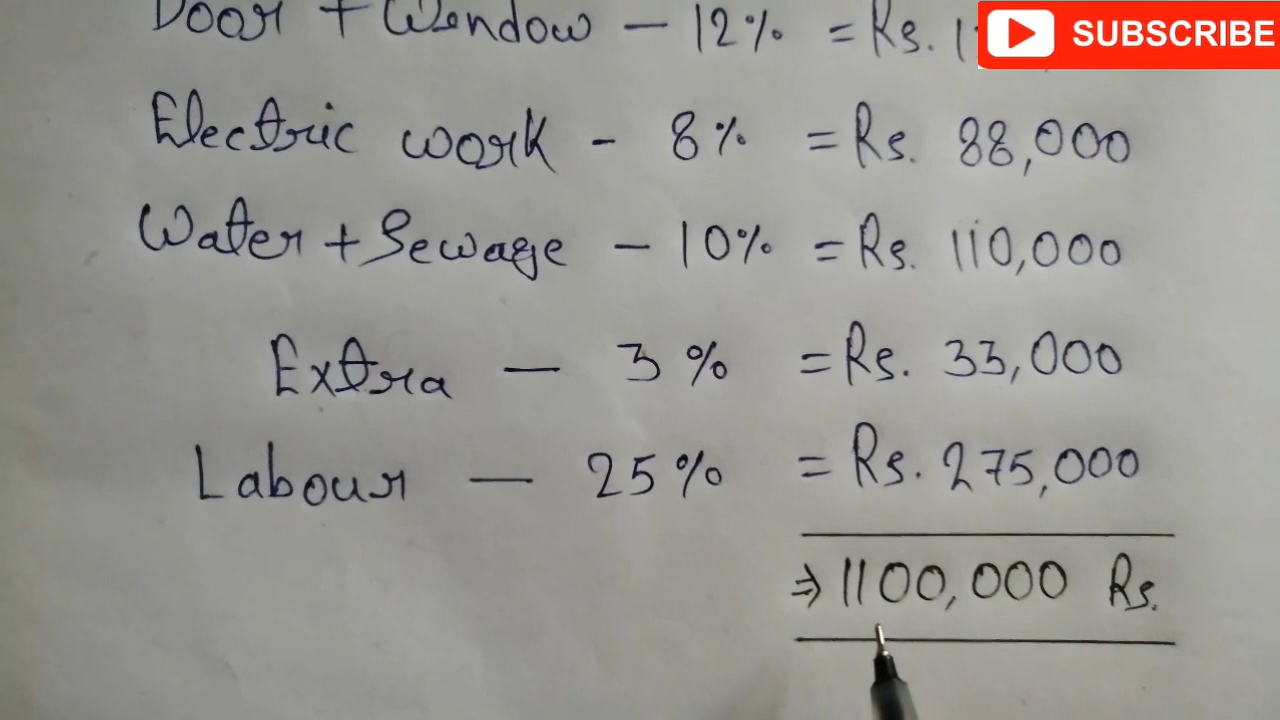 Door + Window — 12% = Rs. 1
SUBSCRIBE
Electric work - 8% = Rs. 88,000
Water + Sewage — 10% = Rs. 110,000
Extra — 3% = Rs. 33,000
Labour — 25% = Rs. 275,000
⇒ 1100,000 Rs.